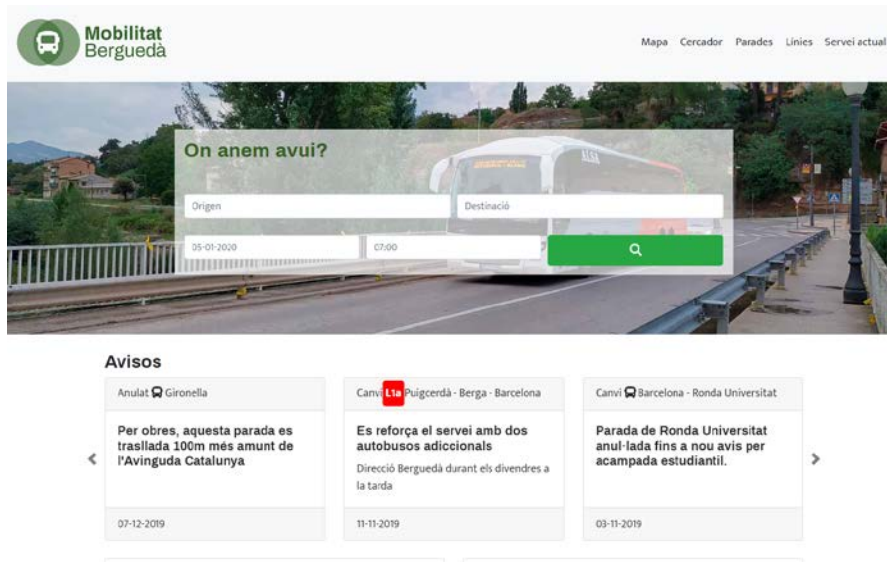 Mobilitat
Berguedà
Mapa Cercador Parades Línies Servei actual
On anem avui?
Origen
Destinació
05-01-2020
07:00
Avisos
Anulat Gironella
Per obres, aquesta parada es
trasllada 100m més amunt de
l'Avinguda Catalunya
07-12-2019
Canvi L1a Puigcerdà - Berga - Barcelona
Es reforça el servei amb dos
autobusos adiccionals
Direcció Berguedà durant els divendres a
la tarda
11-11-2019
Canvi Barcelona - Ronda Universitat
Parada de Ronda Universitat
anul·lada fins a nou avis per
acampada estudiantil.
03-11-2019